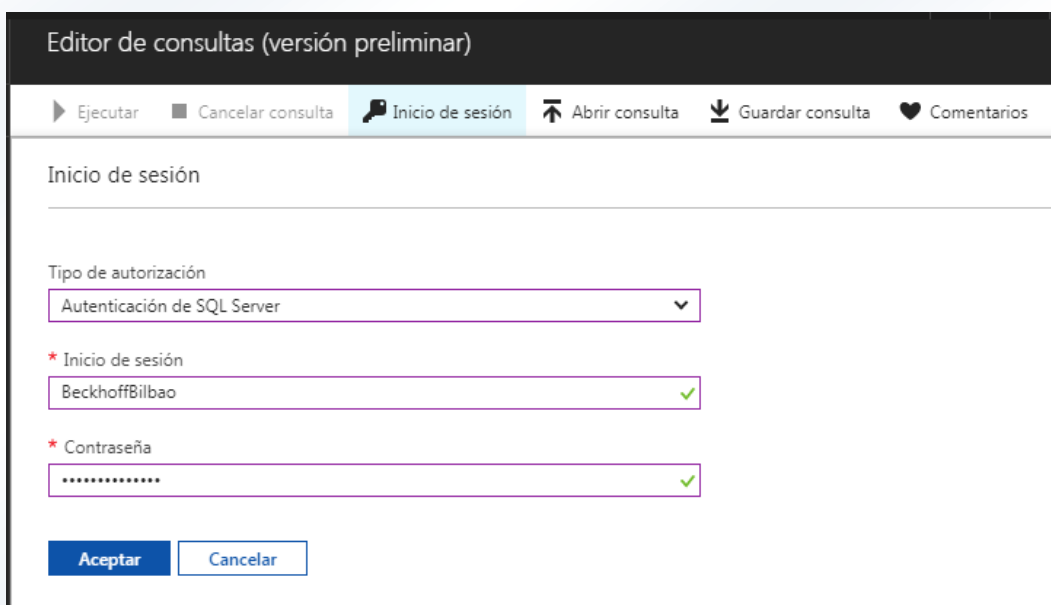 Editor de consultas (versión preliminar)
Ejecutar Cancelar consulta Inicio de sesión Abrir consulta Guardar consulta Comentarios
Inicio de sesión
Tipo de autorización
Autenticación de SQL Server
* Inicio de sesión
BeckhoffBilbao
* Contraseña
••••••••••••••
Aceptar Cancelar